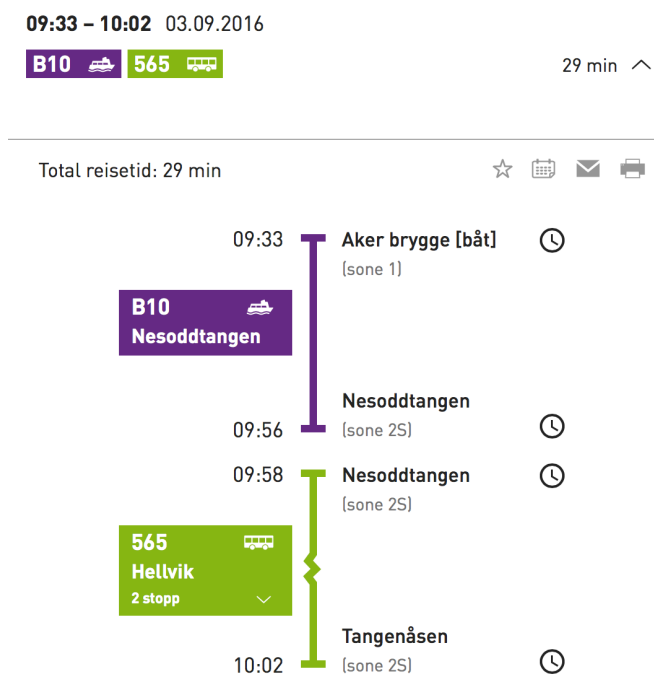 09:33 – 10:02 03.09.2016
B10 565
29 min
Total reisetid: 29 min
09:33 Aker brygge [båt]
(sone 1)
B10
Nesoddtangen
Nesoddtangen
09:56 (sone 2S)
09:58 Nesoddtangen
(sone 2S)
565
Hellvik
2 stopp
Tangenåsen
10:02 (sone 2S)